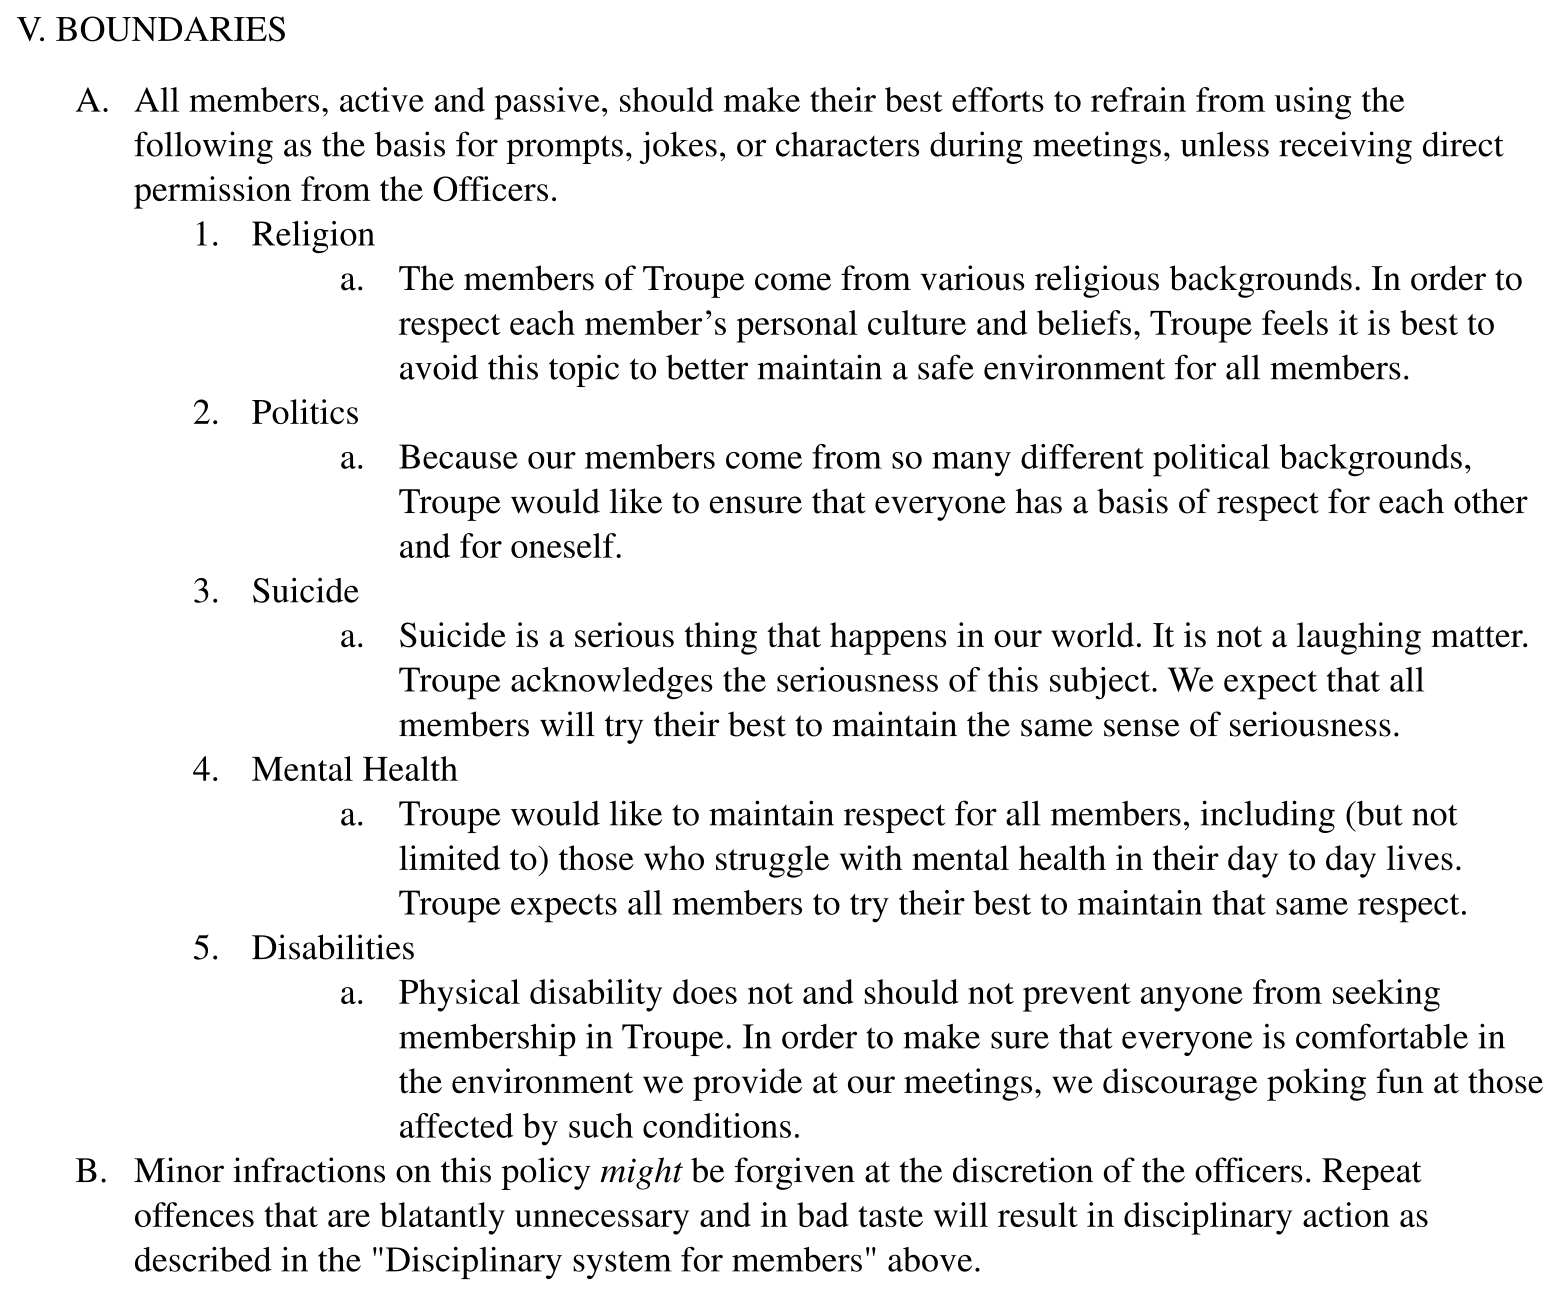 V. BOUNDARIES
A. All members, active and passive, should make their best efforts to refrain from using the
following as the basis for prompts, jokes, or characters during meetings, unless receiving direct
permission from the Officers.
1. Religion
a. The members of Troupe come from various religious backgrounds. In order to
respect each member’s personal culture and beliefs, Troupe feels it is best to
avoid this topic to better maintain a safe environment for all members.
2. Politics
a. Because our members come from so many different political backgrounds,
Troupe would like to ensure that everyone has a basis of respect for each other
and for oneself.
3. Suicide
a. Suicide is a serious thing that happens in our world. It is not a laughing matter.
Troupe acknowledges the seriousness of this subject. We expect that all
members will try their best to maintain the same sense of seriousness.
4. Mental Health
a. Troupe would like to maintain respect for all members, including (but not
limited to) those who struggle with mental health in their day to day lives.
Troupe expects all members to try their best to maintain that same respect.
5. Disabilities
a. Physical disability does not and should not prevent anyone from seeking
membership in Troupe. In order to make sure that everyone is comfortable in
the environment we provide at our meetings, we discourage poking fun at those
affected by such conditions.
B. Minor infractions on this policy might be forgiven at the discretion of the officers. Repeat
offences that are blatantly unnecessary and in bad taste will result in disciplinary action as
described in the "Disciplinary system for members" above.